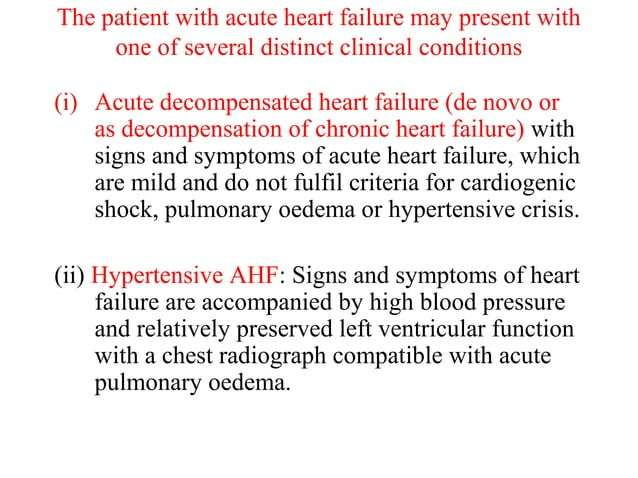 The patient with acute heart failure may present with
one of several distinct clinical conditions
(i) Acute decompensated heart failure (de novo or
as decompensation of chronic heart failure) with
signs and symptoms of acute heart failure, which
are mild and do not fulfil criteria for cardiogenic
shock, pulmonary oedema or hypertensive crisis.
(ii) Hypertensive AHF: Signs and symptoms of heart
failure are accompanied by high blood pressure
and relatively preserved left ventricular function
with a chest radiograph compatible with acute
pulmonary oedema.